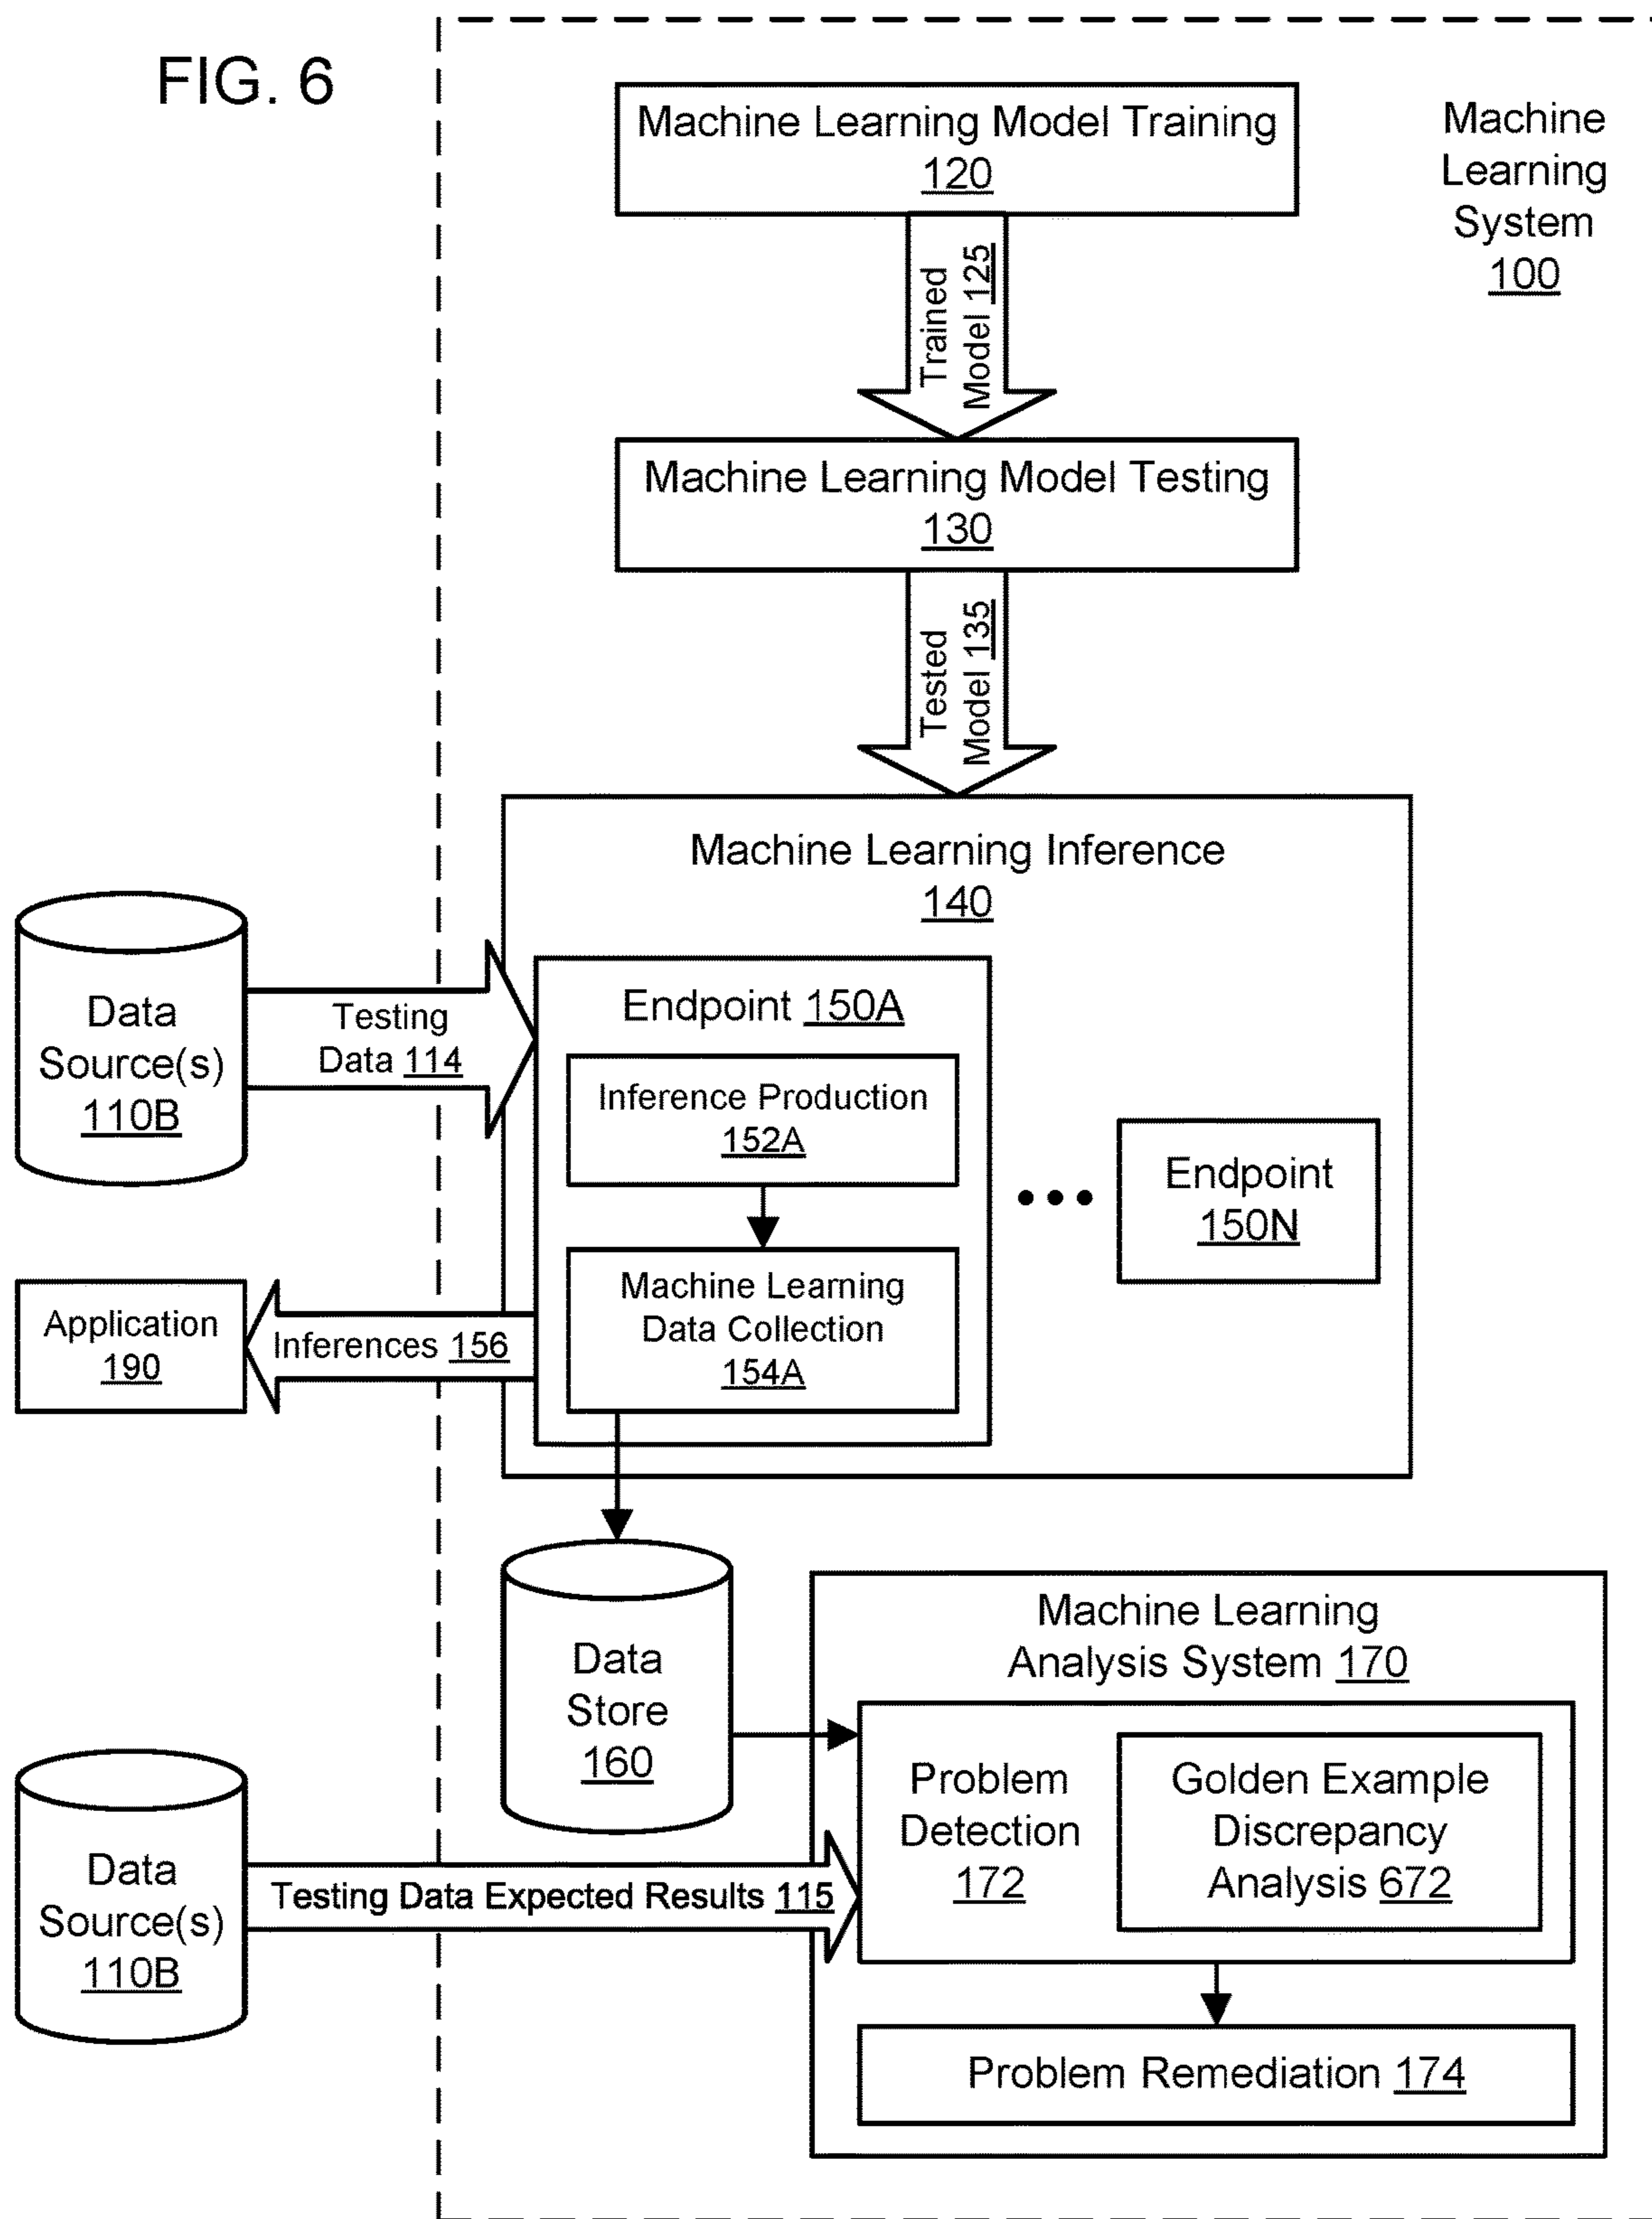 FIG. 6
Machine Learning Model Training
120
Machine
Learning
System
100
Trained
Model 125
Machine Learning Model Testing
130
Tested
Model 135
Machine Learning Inference
140
Data
Source(s)
110B
Testing
Data 114
Endpoint 150A
Inference Production
152A
Endpoint
150N
Machine Learning
Data Collection
154A
Application
190
Inferences 156
Data
Store
160
Machine Learning
Analysis System 170
Problem
Detection
172
Golden Example
Discrepancy
Analysis 672
Data
Source(s)
110B
Testing Data Expected Results 115
Problem Remediation 174